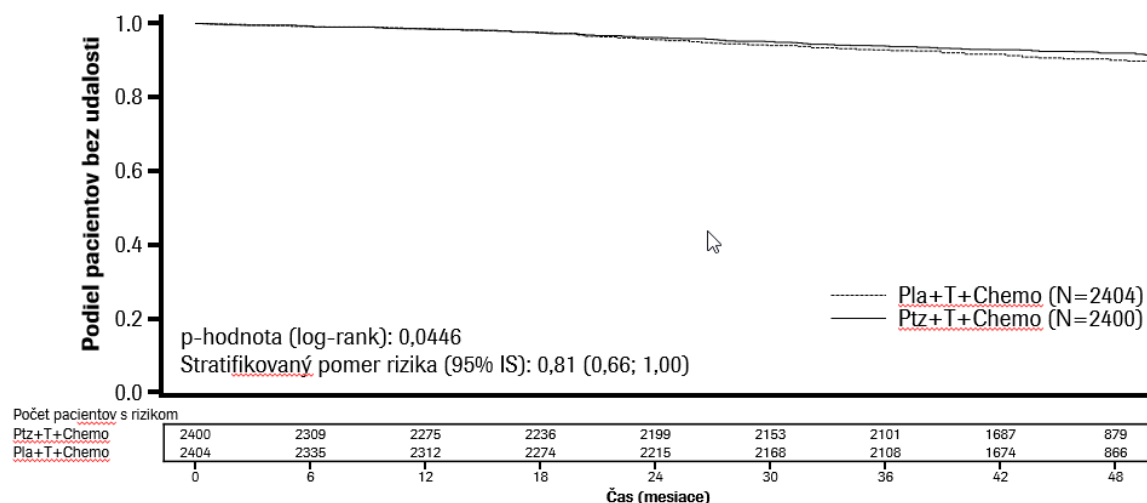 Podiel pacientov bez udalosti
1.0
0.8
0.6
0.4
0.2
0.0
Pla+T+Chemo (N=2404)
Ptz+T+Chemo (N=2400)
p-hodnota (log-rank): 0,0446
Stratifikovaný pomer rizika (95% IS): 0,81 (0,66; 1,00)
Počet pacientov s rizikom
Ptz+T+Chemo 2400 2309 2275 2236 2199 2153 2101 1687 879
Pla+T+Chemo 2404 2335 2312 2274 2215 2168 2108 1674 866
0 6 12 18 24 30 36 42 48
Čas (mesiace)